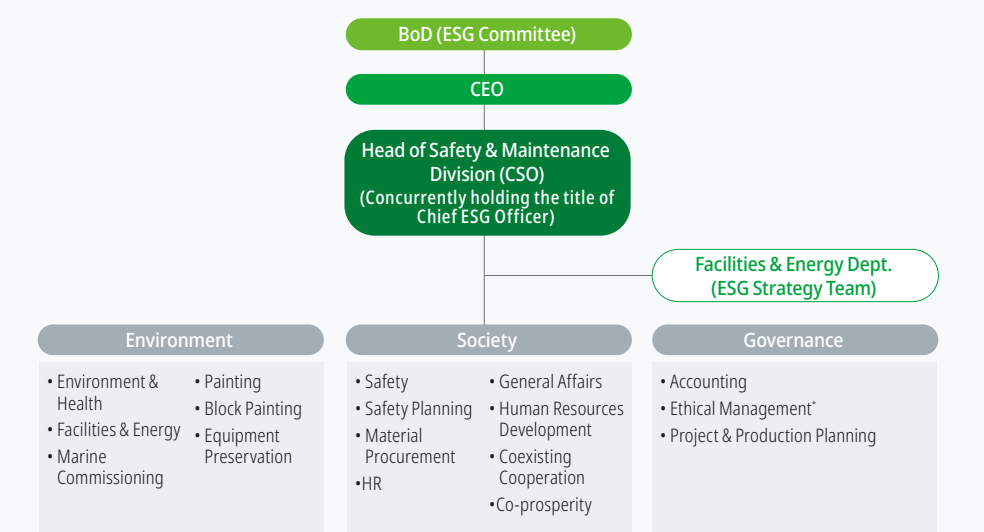 BoD (ESG Committee)
CEO
Head of Safety & Maintenance
Division (CSO)
(Concurrently holding the title of
Chief ESG Officer)
Facilities & Energy Dept.
(ESG Strategy Team)
Environment
• Environment &
Health
• Facilities & Energy
• Marine
Commissioning
• Painting
• Block Painting
• Equipment
Preservation
Society
• Safety
• Safety Planning
• Material
Procurement
•HR
• General Affairs
• Human Resources
Development
• Coexisting
Cooperation
•Co-prosperity
Governance
• Accounting
• Ethical Management*
• Project & Production Planning